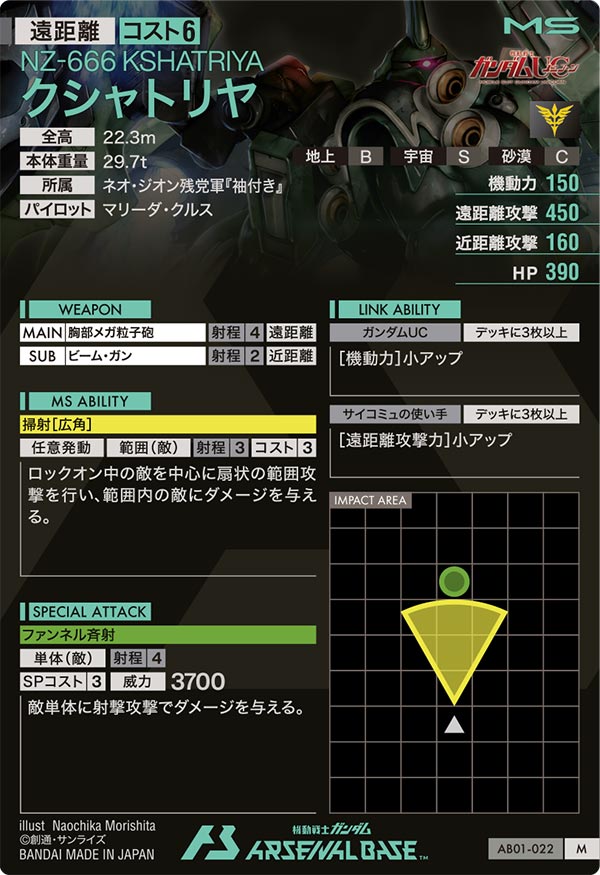 遠距離 コスト6 MS
NZ-666 KSHATRIYA
クシャトリヤ
機動戦士 ガンダムUC
全高 22.3m
本体重量 29.7t
所属 ネオ・ジオン残党軍『袖付き』
パイロット マリーダ・クルス
地上 B 宇宙 S 砂漠 C
機動力 150
遠距離攻撃 450
近距離攻撃 160
HP 390
WEAPON
MAIN 胸部メガ粒子砲 射程 4 遠距離
SUB ビーム・ガン 射程 2 近距離
MS ABILITY
掃射[広角]
任意発動 範囲(敵) 射程 3 コスト 3
ロックオン中の敵を中心に扇状の範囲攻
撃を行い、範囲内の敵にダメージを与え
る。
SPECIAL ATTACK
ファンネル斉射
単体(敵) 射程 4
SPコスト 3 威力 3700
敵単体に射撃攻撃でダメージを与える。
LINK ABILITY
ガンダムUC デッキに3枚以上
[機動力]小アップ
サイコミュの使い手 デッキに3枚以上
[遠距離攻撃力]小アップ
IMPACT AREA
illust Naochika Morishita
©創通・サンライズ
BANDAI MADE IN JAPAN
機動戦士ガンダム
ARSENAL BASE™
AB01-022 M